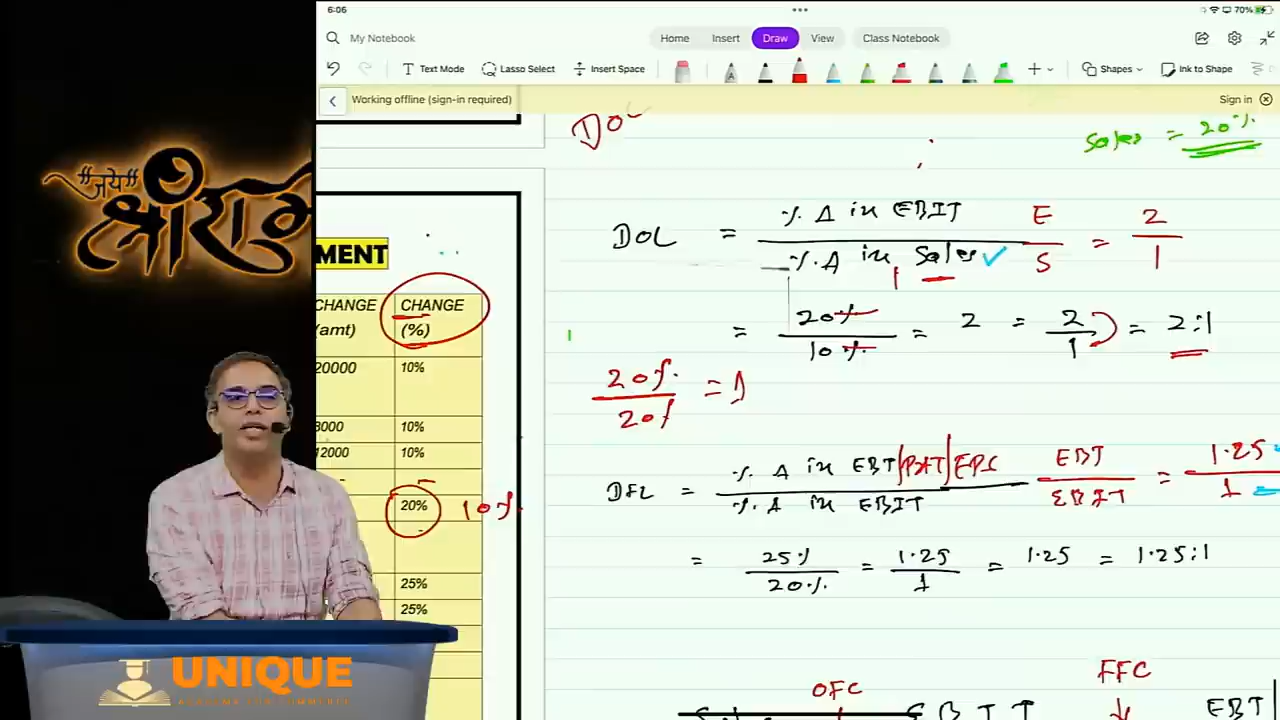 6:06
70%
My Notebook
Home Insert Draw View Class Notebook
Text Mode Lasso Select Insert Space Shapes Ink to Shape
Working offline (sign-in required) Sign in
DOL
Sales = 20%
"जय"
श्रीराम
DOL = % Δ in EBIT / % Δ in Sales ✓ E/S = 2/1
MENT
CHANGE (amt) CHANGE (%)
= 20% / 10% = 2 = 2/1 = 2:1
20000 10%
20% / 20% = 1
8000 10%
12000 10%
DFL = % Δ in EBT/PAT/EPS / % Δ in EBIT EBT/EBIT = 1.25/1
20% 10%
= 25% / 20% = 1.25/1 = 1.25 = 1.25:1
25%
25%
UNIQUE
ACADEMY FOR COMMERCE
FFC
OFC
Sales EBIT EBT